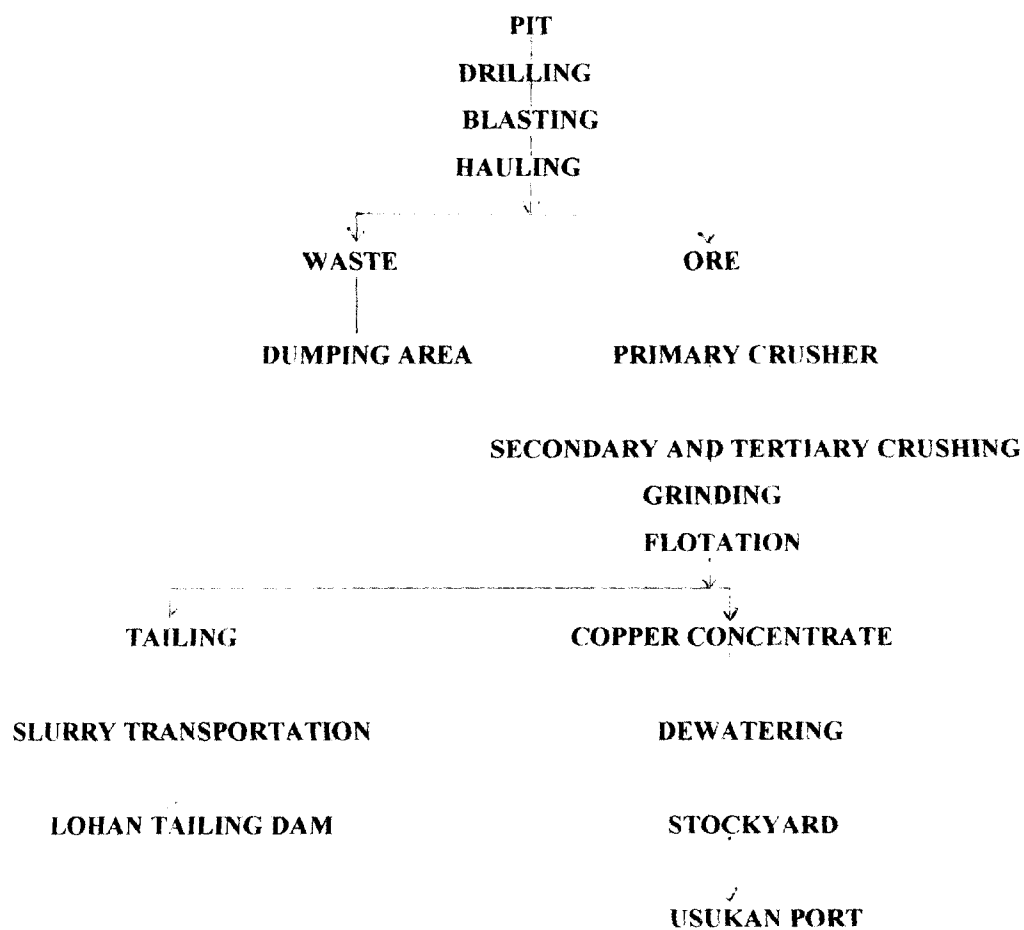 PIT
DRILLING
BLASTING
HAULING
WASTE ORE
DUMPING AREA PRIMARY CRUSHER
SECONDARY AND TERTIARY CRUSHING
GRINDING
FLOTATION
TAILING COPPER CONCENTRATE
SLURRY TRANSPORTATION DEWATERING
LOHAN TAILING DAM STOCKYARD
USUKAN PORT